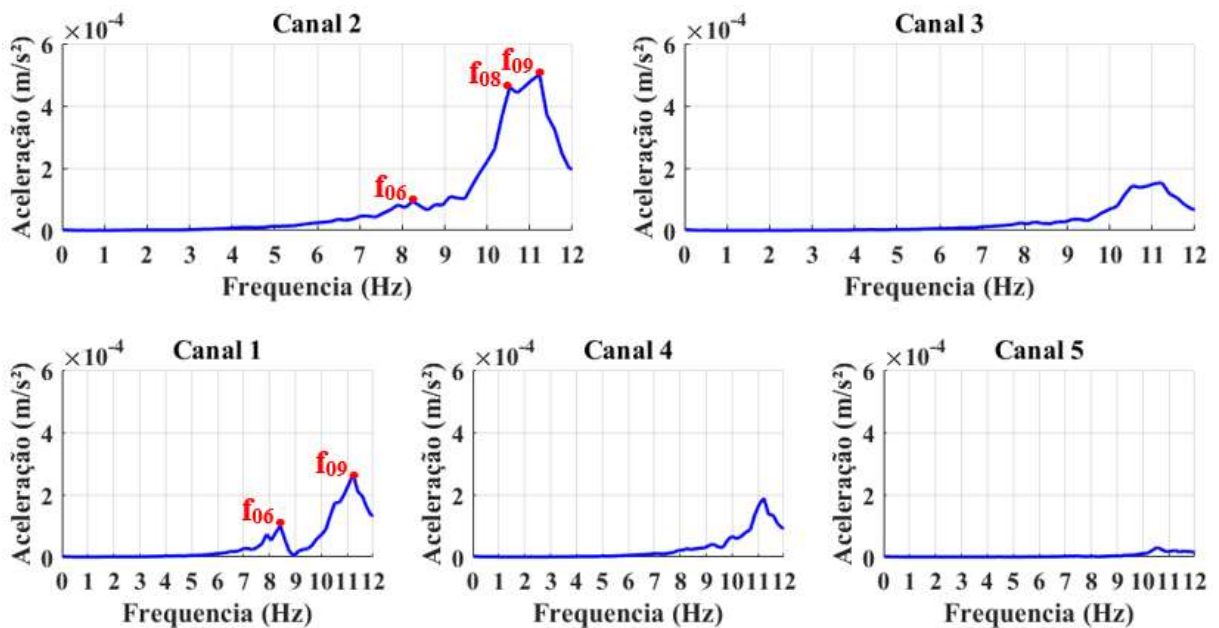 Canal 2
×10⁻⁴
Aceleração (m/s²)
6
4
2
0
f₀₆
f₀₈
f₀₉
0 1 2 3 4 5 6 7 8 9 10 11 12
Frequencia (Hz)
Canal 3
×10⁻⁴
Aceleração (m/s²)
6
4
2
0
0 1 2 3 4 5 6 7 8 9 10 11 12
Frequencia (Hz)
Canal 1
×10⁻⁴
Aceleração (m/s²)
6
4
2
0
f₀₆
f₀₉
0 1 2 3 4 5 6 7 8 9 10 11 12
Frequencia (Hz)
Canal 4
×10⁻⁴
Aceleração (m/s²)
6
4
2
0
0 1 2 3 4 5 6 7 8 9 10 11 12
Frequencia (Hz)
Canal 5
×10⁻⁴
Aceleração (m/s²)
6
4
2
0
0 1 2 3 4 5 6 7 8 9 10 11 12
Frequencia (Hz)